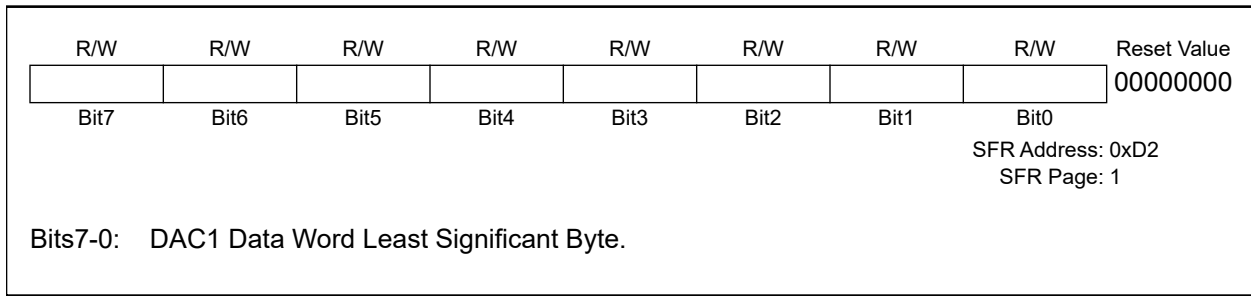 R/W R/W R/W R/W R/W R/W R/W R/W Reset Value
00000000
Bit7 Bit6 Bit5 Bit4 Bit3 Bit2 Bit1 Bit0
SFR Address: 0xD2
SFR Page: 1
Bits7-0: DAC1 Data Word Least Significant Byte.